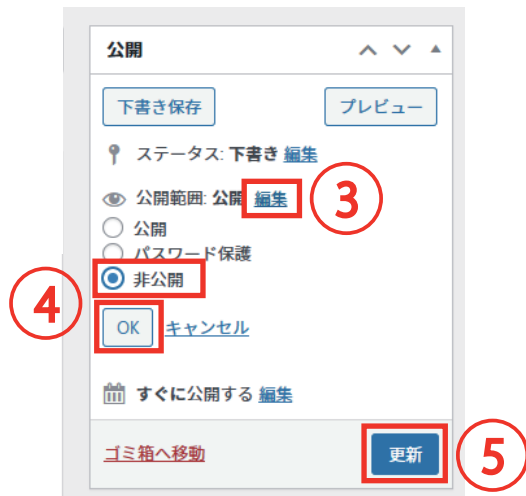 公開
下書き保存 プレビュー
ステータス: 下書き 編集
公開範囲: 公開 編集 3
公開
パスワード保護
非公開
4
OK キャンセル
すぐに公開する 編集
ゴミ箱へ移動 更新 5